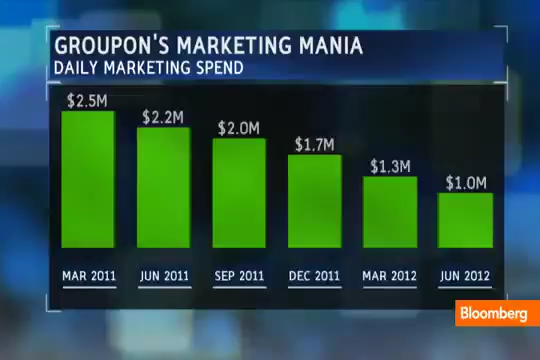 GROUPON'S MARKETING MANIA
DAILY MARKETING SPEND
$2.5M
$2.2M
$2.0M
$1.7M
$1.3M
$1.0M
MAR 2011
JUN 2011
SEP 2011
DEC 2011
MAR 2012
JUN 2012
Bloomberg